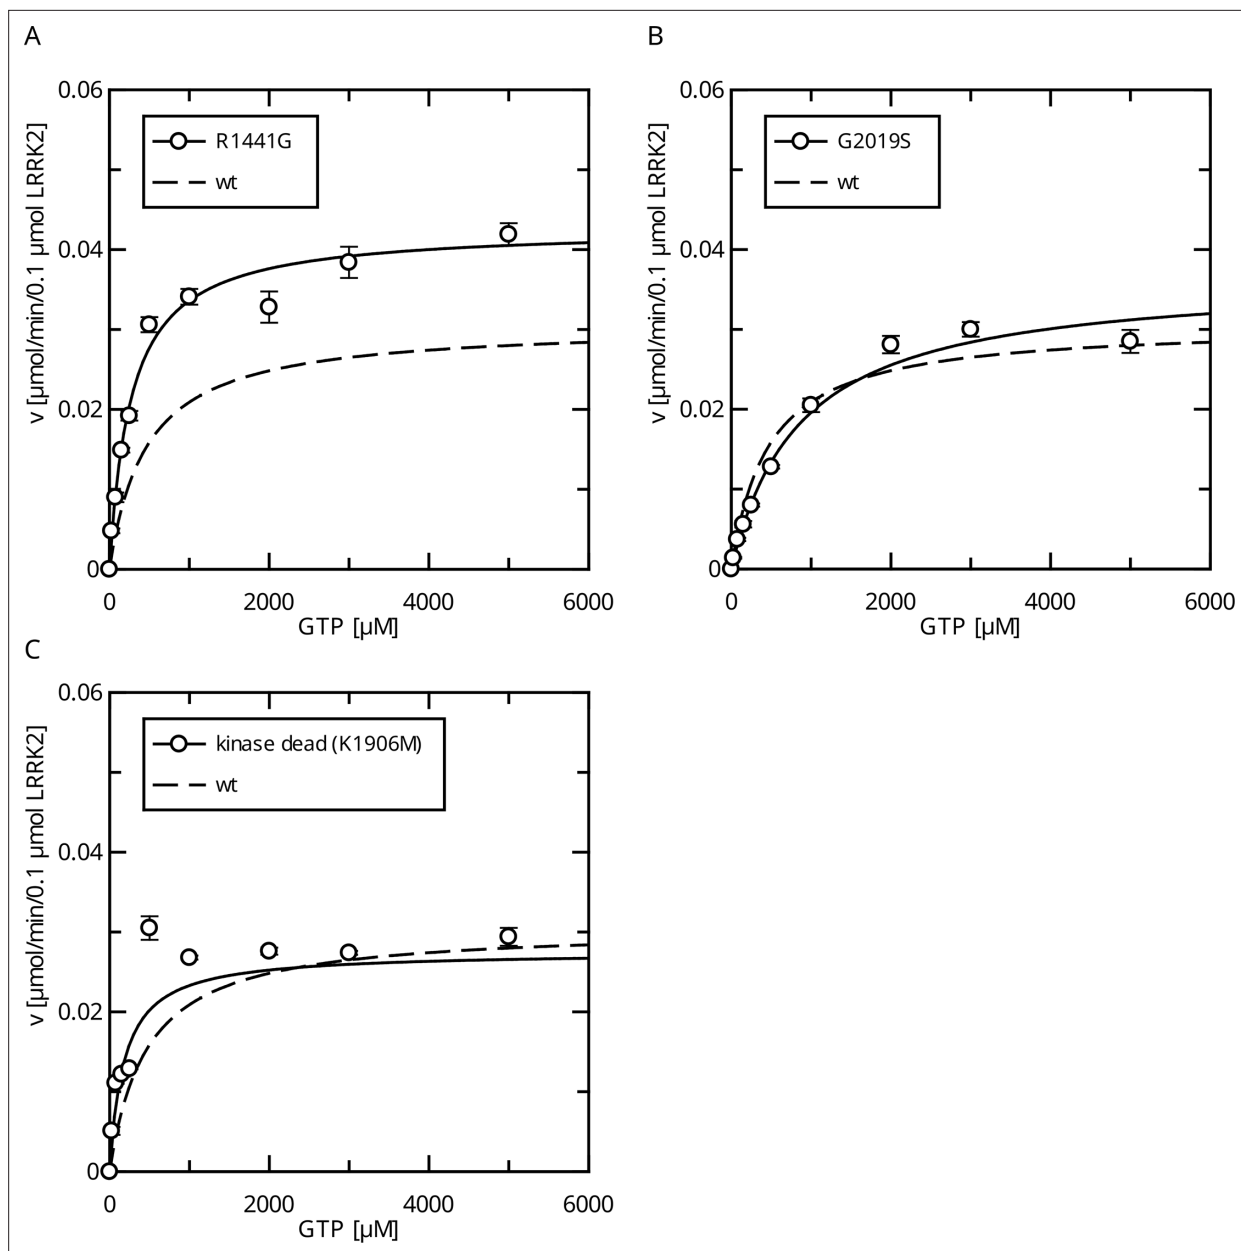 A
0.06
0.04
0.02
0
v [µmol/min/0.1 µmol LRRK2]
R1441G
wt
0 2000 4000 6000
GTP [µM]
B
0.06
0.04
0.02
0
v [µmol/min/0.1 µmol LRRK2]
G2019S
wt
0 2000 4000 6000
GTP [µM]
C
0.06
0.04
0.02
0
v [µmol/min/0.1 µmol LRRK2]
kinase dead (K1906M)
wt
0 2000 4000 6000
GTP [µM]